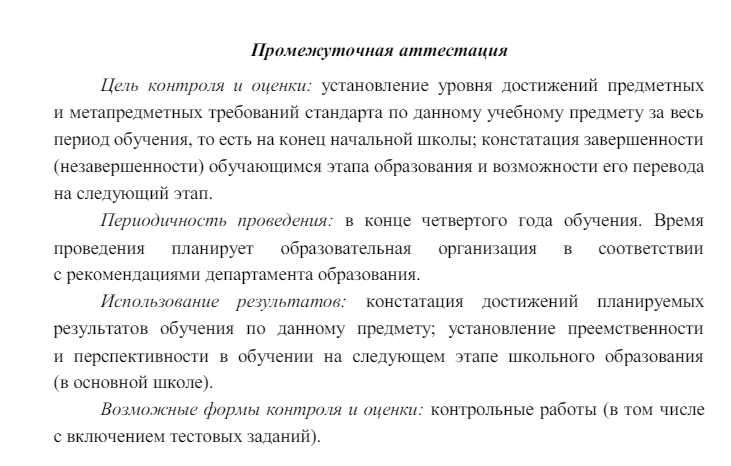 Промежуточная аттестация
Цель контроля и оценки: установление уровня достижений предметных
и метапредметных требований стандарта по данному учебному предмету за весь
период обучения, то есть на конец начальной школы; констатация завершенности
(незавершенности) обучающимся этапа образования и возможности его перевода
на следующий этап.
Периодичность проведения: в конце четвертого года обучения. Время
проведения планирует образовательная организация в соответствии
с рекомендациями департамента образования.
Использование результатов: констатация достижений планируемых
результатов обучения по данному предмету; установление преемственности
и перспективности в обучении на следующем этапе школьного образования
(в основной школе).
Возможные формы контроля и оценки: контрольные работы (в том числе
с включением тестовых заданий).